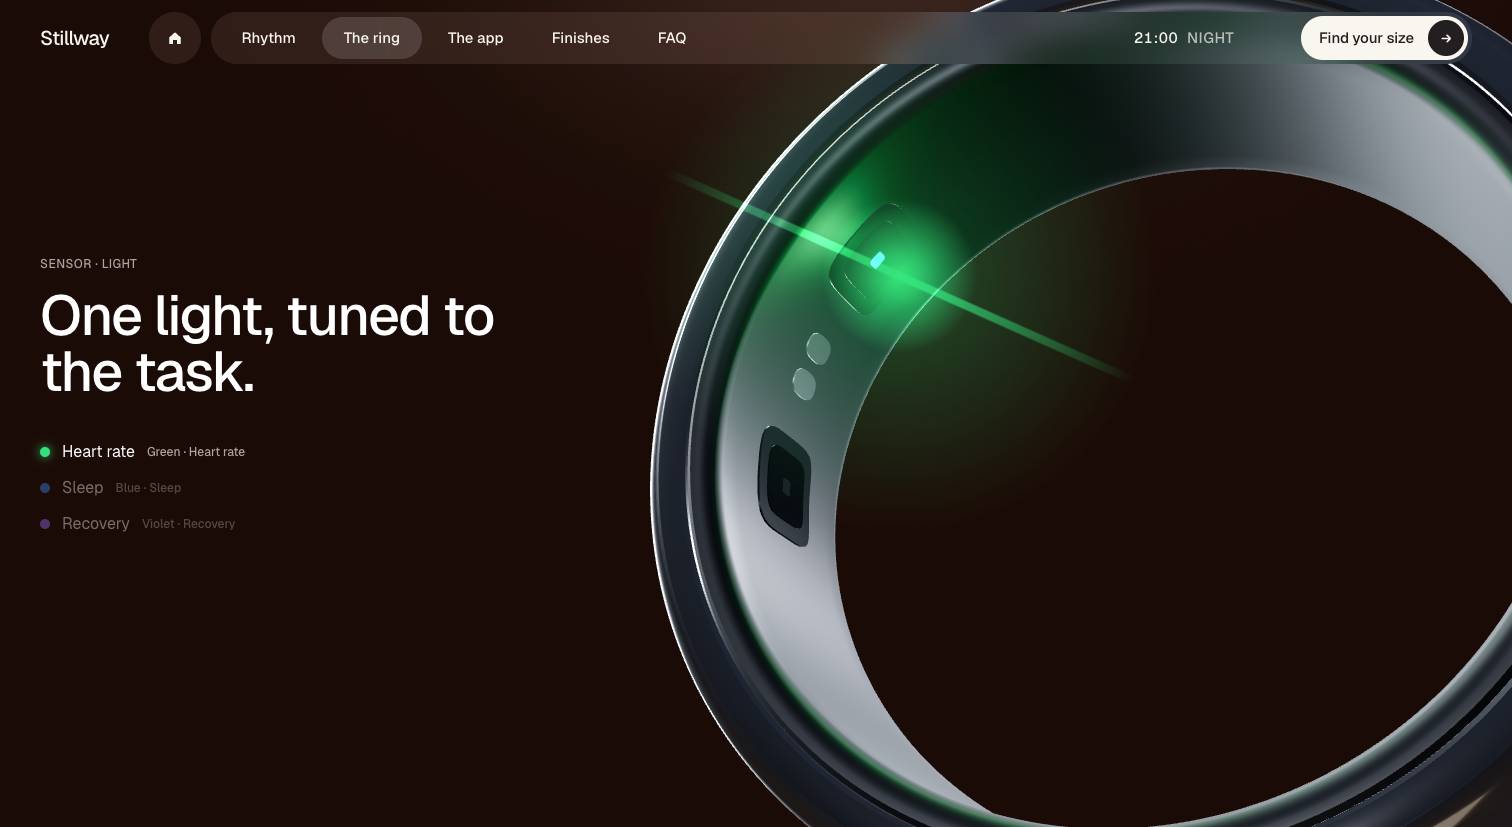 Stillway
Rhythm
The ring
The app
Finishes
FAQ
21:00 NIGHT
Find your size
SENSOR · LIGHT
One light, tuned to
the task.
Heart rate Green · Heart rate
Sleep Blue · Sleep
Recovery Violet · Recovery